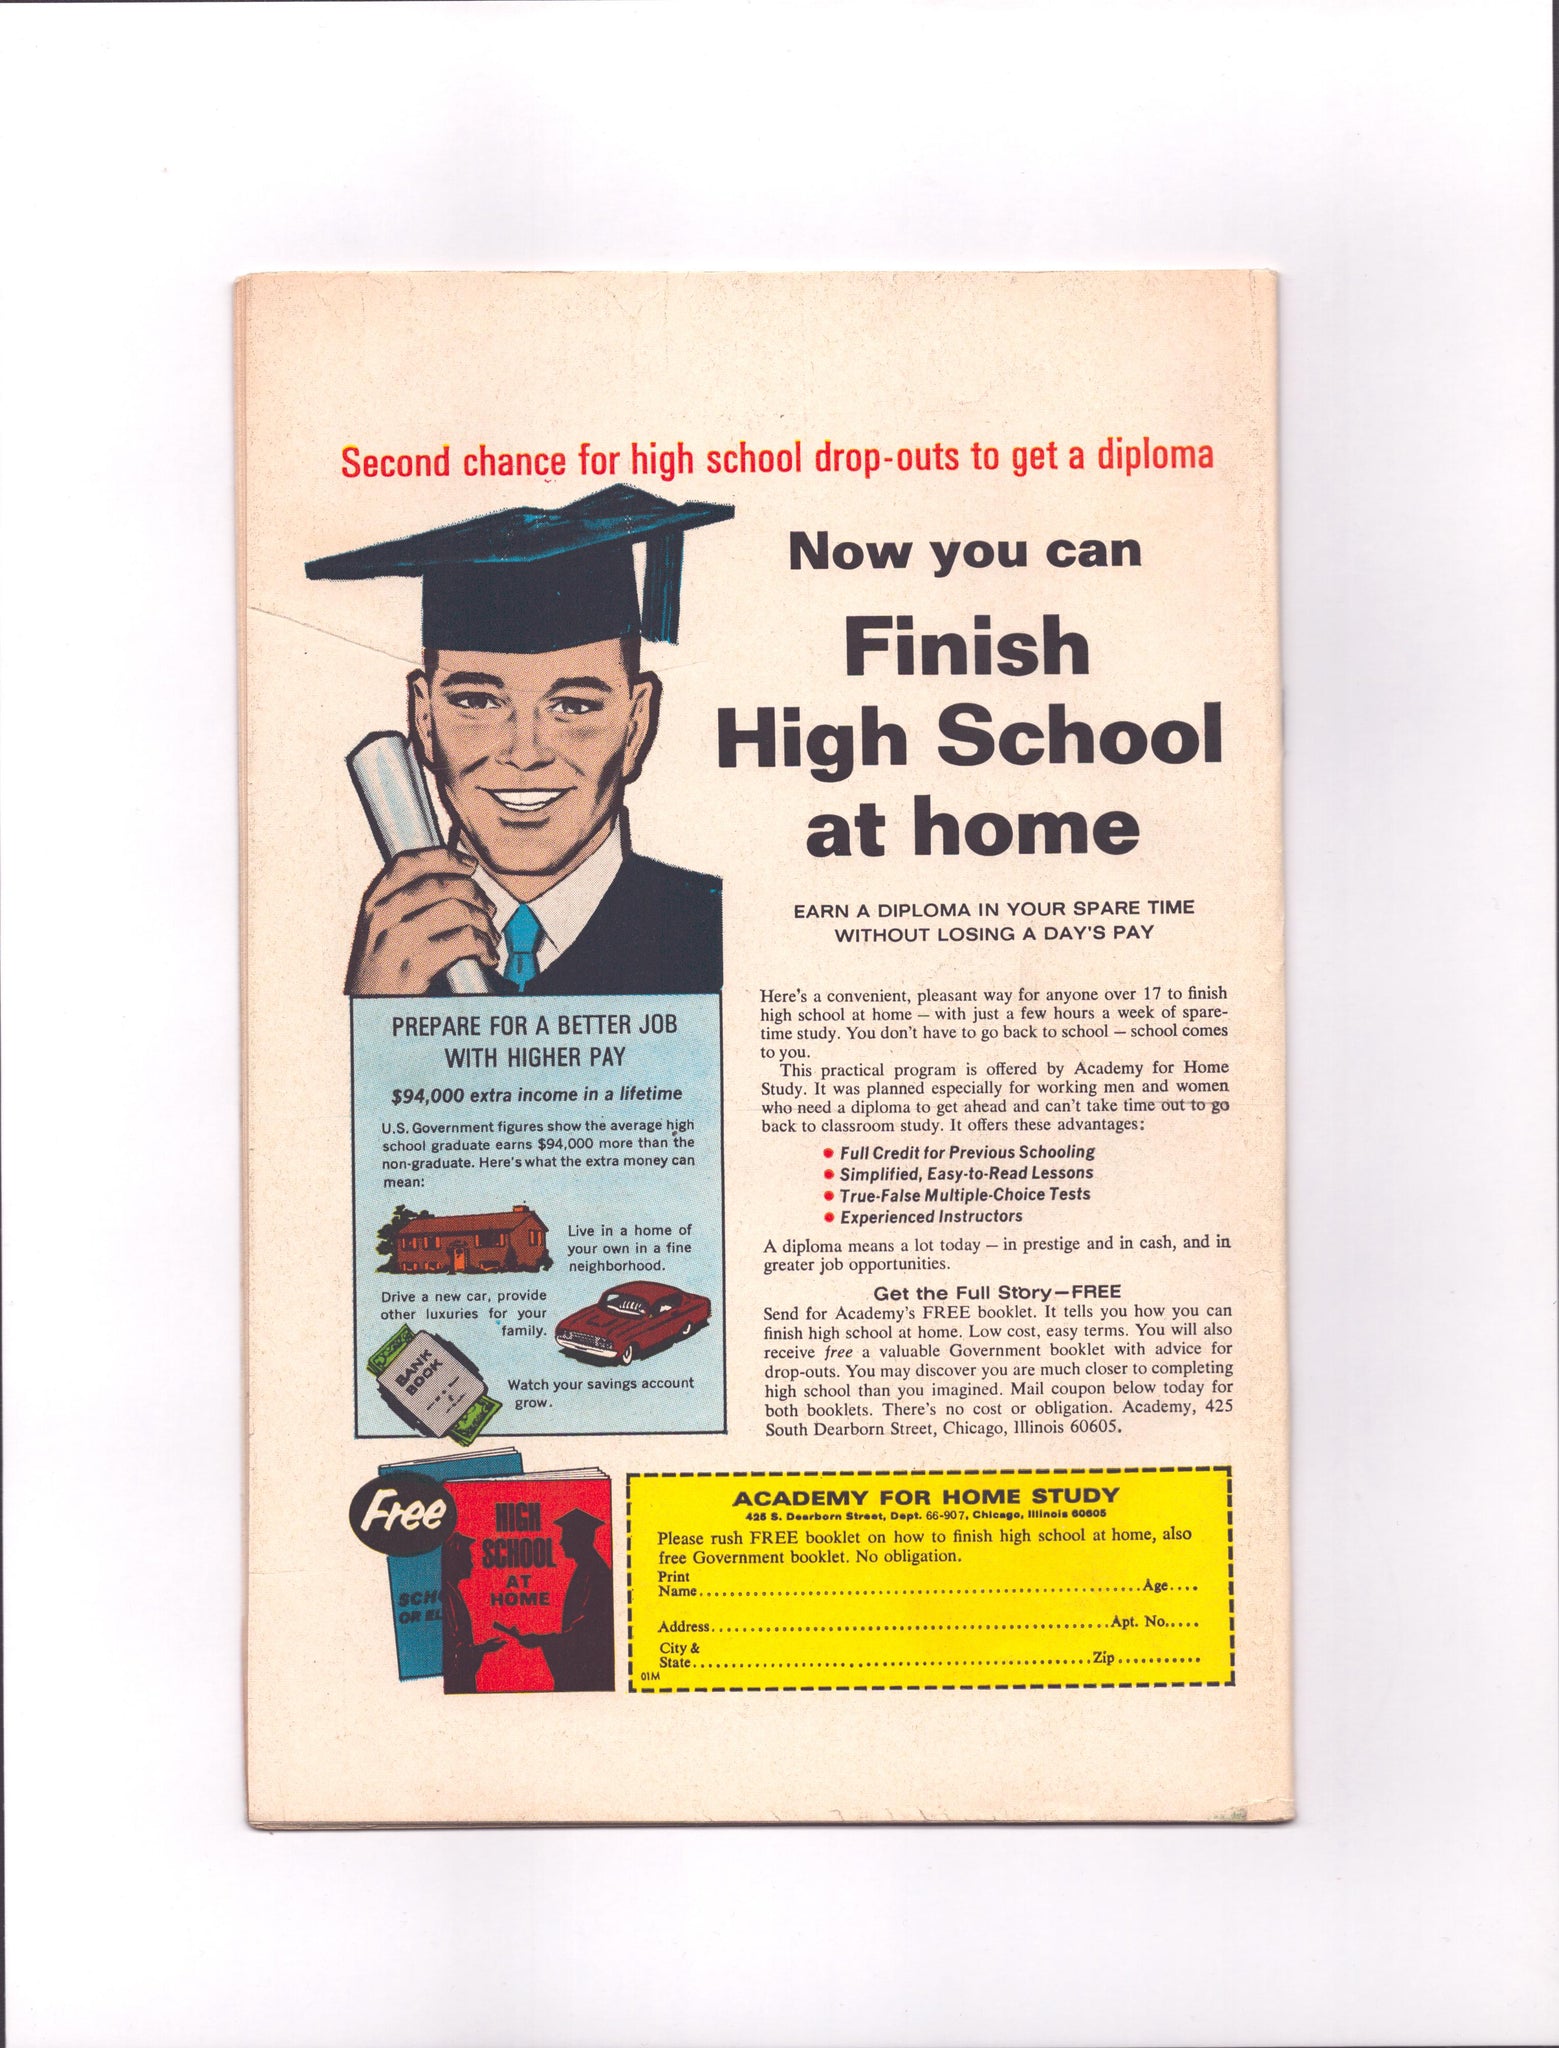 Second chance for high school drop-outs to get a diploma
Now you can
Finish
High School
at home
EARN A DIPLOMA IN YOUR SPARE TIME
WITHOUT LOSING A DAY'S PAY
PREPARE FOR A BETTER JOB
WITH HIGHER PAY
$94,000 extra income in a lifetime
U.S. Government figures show the average high
school graduate earns $94,000 more than the
non-graduate. Here's what the extra money can
mean:
Live in a home of
your own in a fine
neighborhood.
Drive a new car, provide
other luxuries for your
family.
BANK
BOOK
Watch your savings account
grow.
Here's a convenient, pleasant way for anyone over 17 to finish
high school at home – with just a few hours a week of spare-
time study. You don't have to go back to school – school comes
to you.
This practical program is offered by Academy for Home
Study. It was planned especially for working men and women
who need a diploma to get ahead and can't take time out to go
back to classroom study. It offers these advantages:
● Full Credit for Previous Schooling
● Simplified, Easy-to-Read Lessons
● True-False Multiple-Choice Tests
● Experienced Instructors
A diploma means a lot today – in prestige and in cash, and in
greater job opportunities.
Get the Full Story–FREE
Send for Academy's FREE booklet. It tells you how you can
finish high school at home. Low cost, easy terms. You will also
receive free a valuable Government booklet with advice for
drop-outs. You may discover you are much closer to completing
high school than you imagined. Mail coupon below today for
both booklets. There's no cost or obligation. Academy, 425
South Dearborn Street, Chicago, Illinois 60605.
Free
HIGH
SCHOOL
AT
HOME
SCH
OR EL
ACADEMY FOR HOME STUDY
425 S. Dearborn Street, Dept. 66-907, Chicago, Illinois 60605
Please rush FREE booklet on how to finish high school at home, also
free Government booklet. No obligation.
Print
Name Age
Address Apt. No.
City &
State Zip
01M